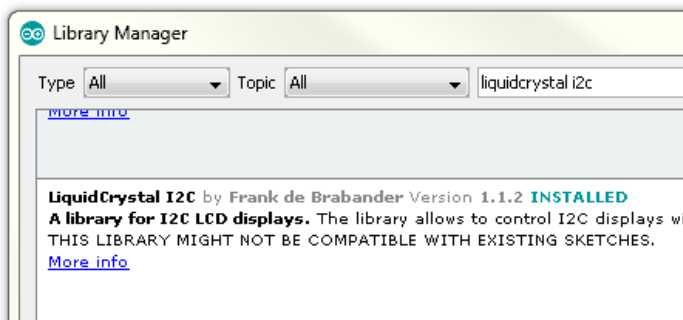 Library Manager
Type All Topic All liquidcrystal i2c
More info
LiquidCrystal I2C by Frank de Brabander Version 1.1.2 INSTALLED
A library for I2C LCD displays. The library allows to control I2C displays
THIS LIBRARY MIGHT NOT BE COMPATIBLE WITH EXISTING SKETCHES.
More info